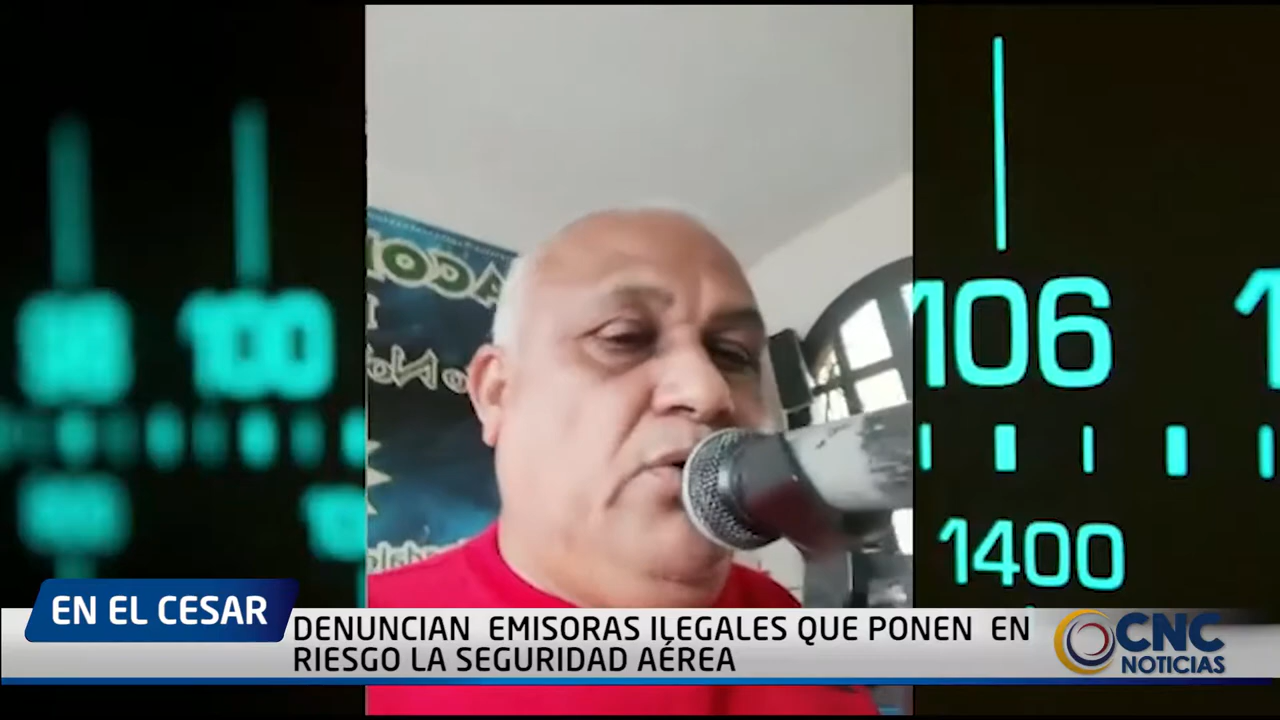 100
106
1400
EN EL CESAR
DENUNCIAN EMISORAS ILEGALES QUE PONEN EN
RIESGO LA SEGURIDAD AÉREA
CNC
NOTICIAS